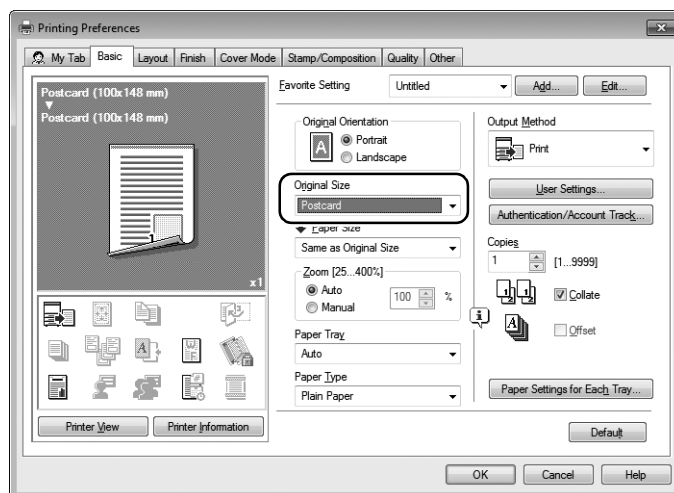 Printing Preferences
My Tab Basic Layout Finish Cover Mode Stamp/Composition Quality Other
Postcard (100x148 mm)
Postcard (100x148 mm)
1
x1
Printer View Printer Information
Favorite Setting Untitled Add... Edit...
Original Orientation
A Portrait
Landscape
Original Size
Postcard
Paper Size
Same as Original Size
Zoom [25...400%]
Auto
Manual
100 %
Paper Tray
Auto
Paper Type
Plain Paper
Output Method
Print
User Settings...
Authentication/Account Track...
Copies
1 [1...9999]
Collate
Offset
Paper Settings for Each Tray...
Default
OK Cancel Help